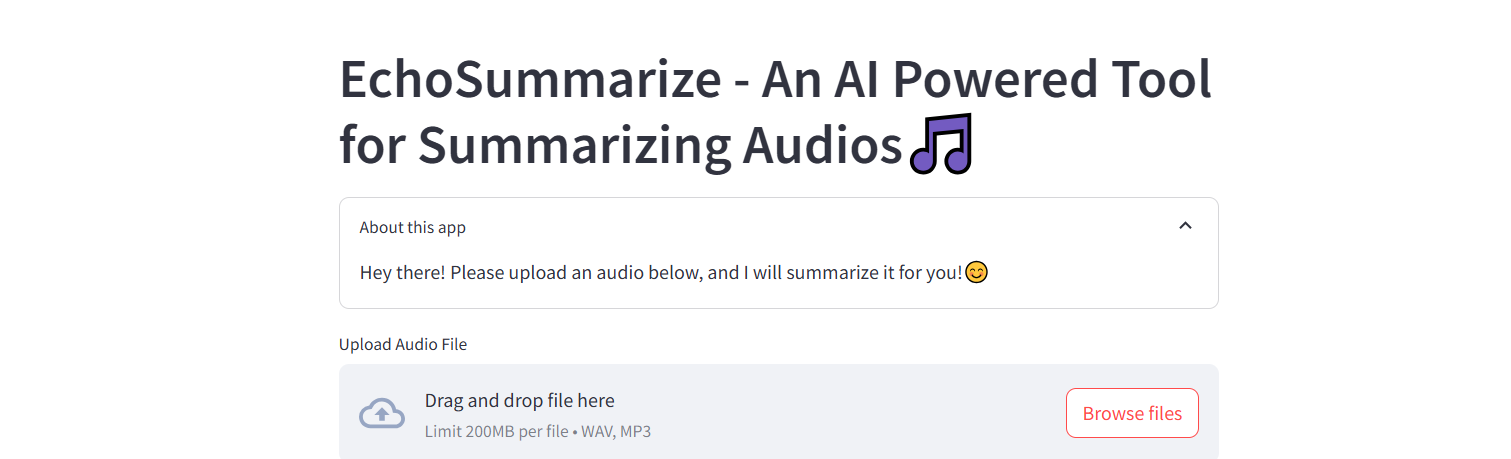 EchoSummarize - An AI Powered Tool
for Summarizing Audios🎵
About this app
Hey there! Please upload an audio below, and I will summarize it for you!😊
Upload Audio File
Drag and drop file here
Limit 200MB per file • WAV, MP3
Browse files